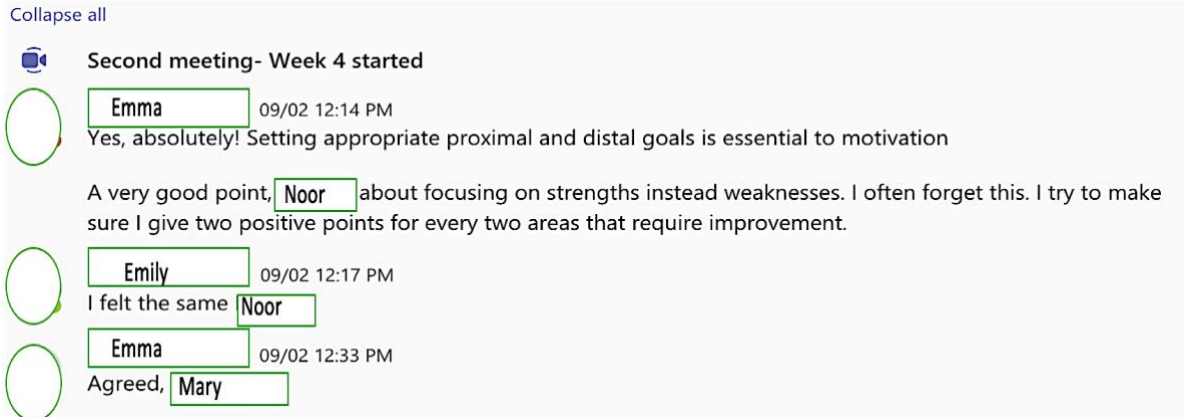 Collapse all
Second meeting- Week 4 started
Emma 09/02 12:14 PM
Yes, absolutely! Setting appropriate proximal and distal goals is essential to motivation
A very good point, Noor about focusing on strengths instead weaknesses. I often forget this. I try to make
sure I give two positive points for every two areas that require improvement.
Emily 09/02 12:17 PM
I felt the same Noor
Emma 09/02 12:33 PM
Agreed, Mary